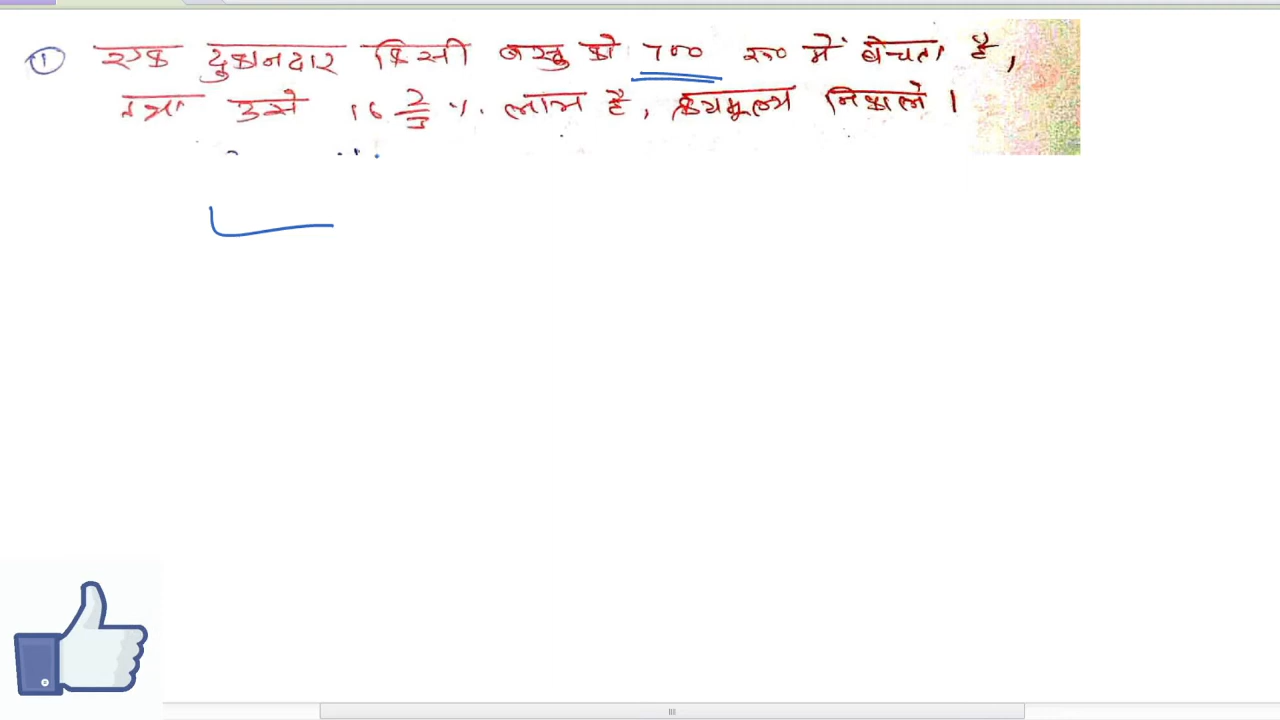 ① एक दुकानदार किसी वस्तु को 700 रू० में बेचता है,
तथा उसे 16 2/3 %. लाभ है, क्रयमूल्य निकाले ।